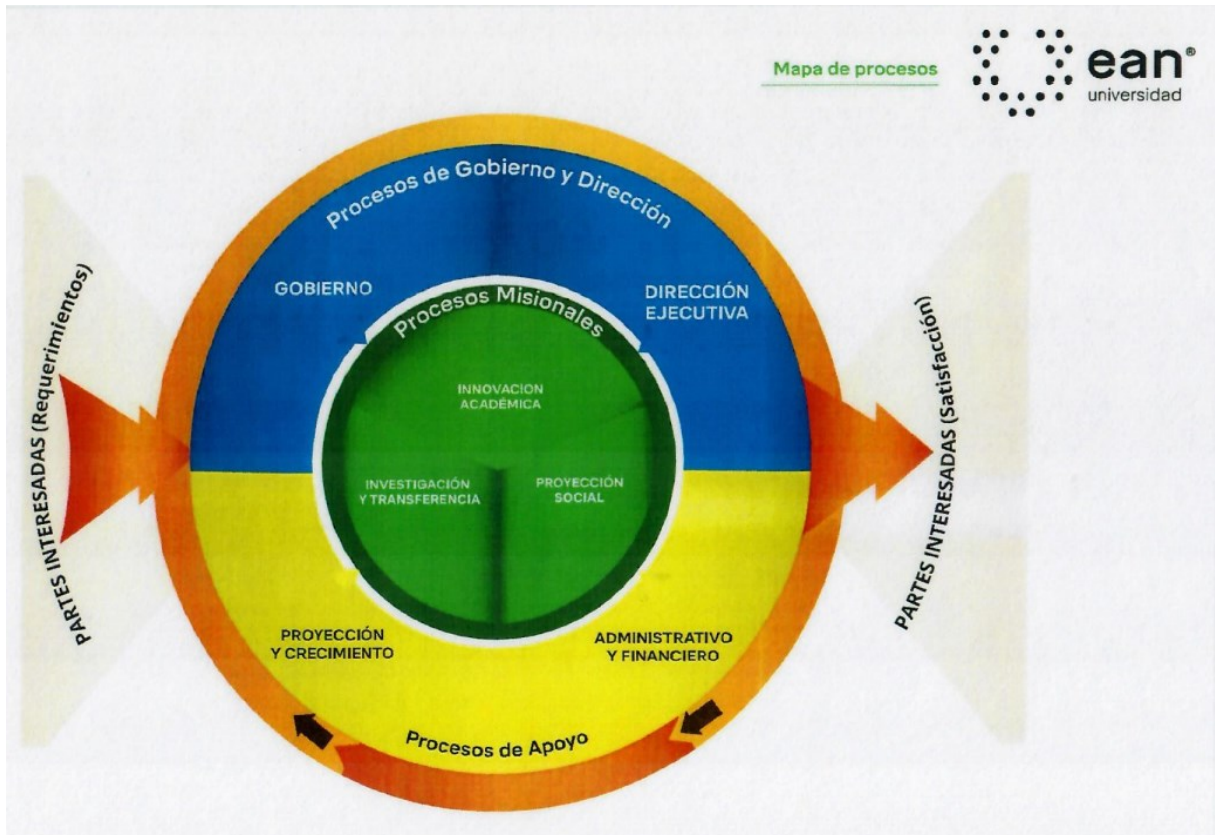 Mapa de procesos
ean®
universidad
PARTES INTERESADAS (Requerimientos)
Procesos de Gobierno y Dirección
GOBIERNO
DIRECCIÓN
EJECUTIVA
Procesos Misionales
INNOVACION
ACADÉMICA
INVESTIGACIÓN
Y TRANSFERENCIA
PROYECCIÓN
SOCIAL
PROYECCIÓN
Y CRECIMIENTO
ADMINISTRATIVO
Y FINANCIERO
Procesos de Apoyo
PARTES INTERESADAS (Satisfacción)